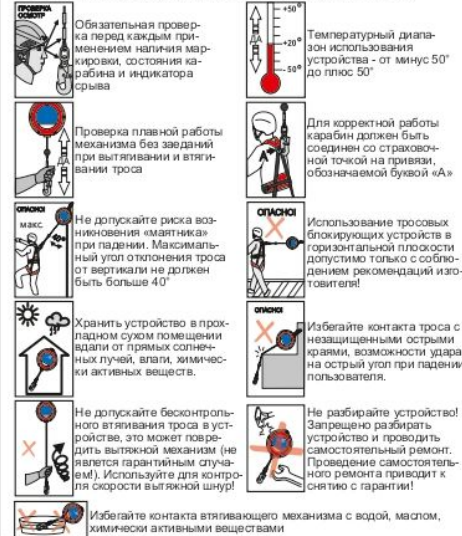 ПРОВЕРКА
ОСМОТР
Обязательная провер-
ка перед каждым при-
менением наличия мар-
кировки, состояния ка-
рабина и индикатора
срыва
+50°
+20°
-50°
Температурный диапа-
зон использования
устройства - от минус 50°
до плюс 50°
Проверка плавной работы
механизма без заеданий
при вытягивании и втяги-
вании троса
А
Для корректной работы
карабин должен быть
соединен со страховоч-
ной точкой на привязи,
обозначаемой буквой «А»
ОПАСНО!
макс.
40°
Не допускайте риска воз-
никновения «маятника»
при падении. Максималь-
ный угол отклонения троса
от вертикали не должен
быть больше 40°
ОПАСНО!
Использование тросовых
блокирующих устройств в
горизонтальной плоскости
допустимо только с соблю-
дением рекомендаций изго-
товителя!
Хранить устройство в прох-
ладном сухом помещении
вдали от прямых солнеч-
ных лучей, влаги, химичес-
ки активных веществ.
ОПАСНО!
Избегайте контакта троса с
незащищенными острыми
краями, возможности удара
на острый угол при падении
пользователя.
Не допускайте бесконтроль-
ного втягивания троса в уст-
ройстве, это может повре-
дить вытяжной механизм (не
явлется гарантийным случа-
ем!). Используйте для контро-
ля скорости вытяжной шнур!
Не разбирайте устройство!
Запрещено разбирать
устройство и проводить
самостоятельный ремонт.
Проведение самостоятель-
ного ремонта приводит к
снятию с гарантии!
Избегайте контакта втягивающего механизма с водой, маслом,
химически активными веществами